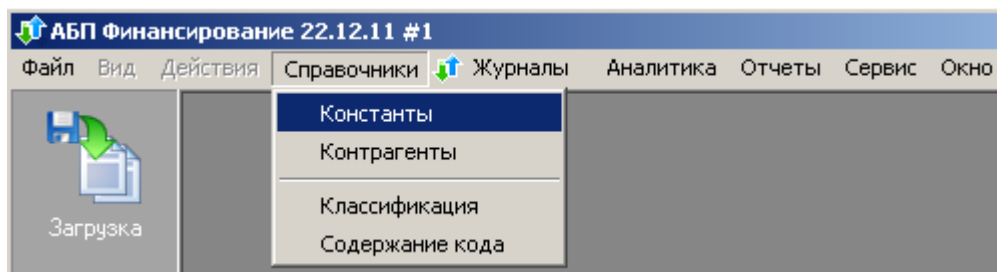 АБП Финансирование 22.12.11 #1
Файл Вид Действия Справочники Журналы Аналитика Отчеты Сервис Окно
Константы
Контрагенты
Классификация
Содержание кода
Загрузка